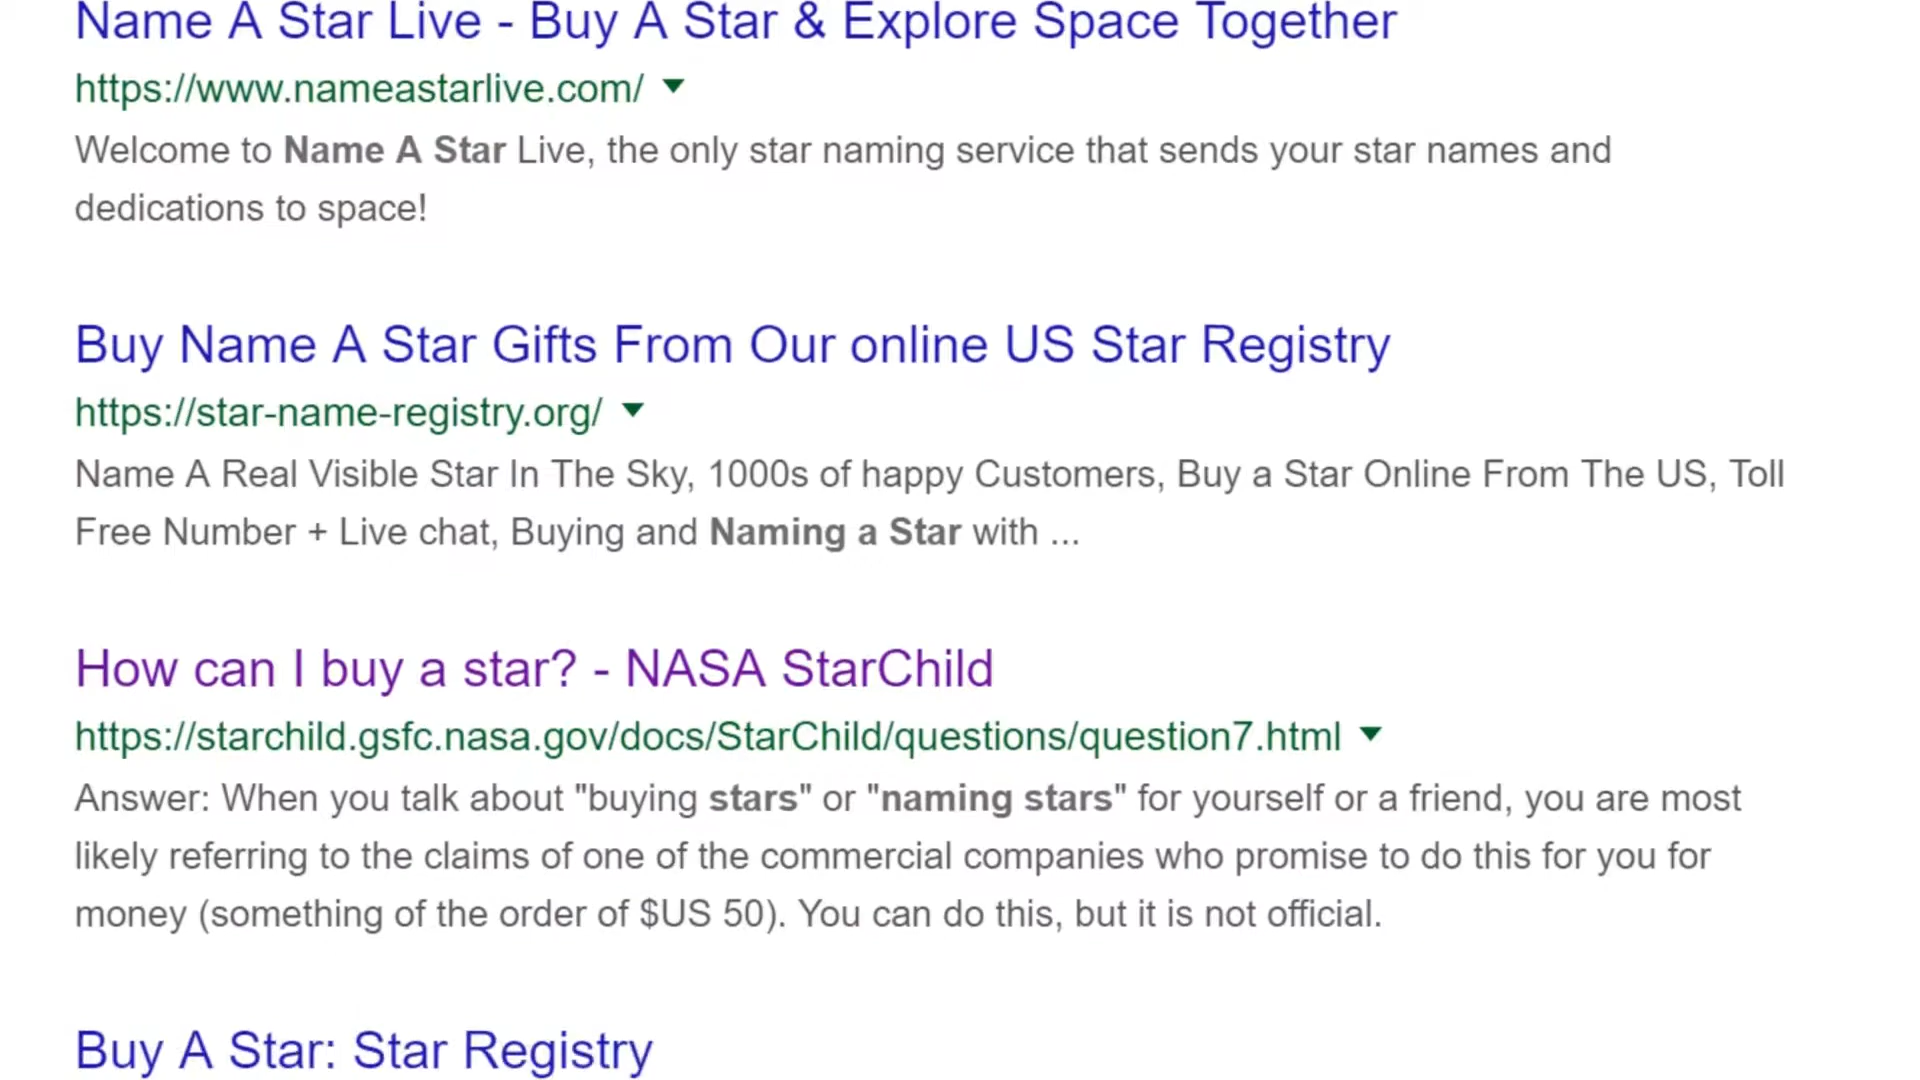 Name A Star Live - Buy A Star & Explore Space Together
https://www.nameastarlive.com/
Welcome to Name A Star Live, the only star naming service that sends your star names and
dedications to space!
Buy Name A Star Gifts From Our online US Star Registry
https://star-name-registry.org/
Name A Real Visible Star In The Sky, 1000s of happy Customers, Buy a Star Online From The US, Toll
Free Number + Live chat, Buying and Naming a Star with ...
How can I buy a star? - NASA StarChild
https://starchild.gsfc.nasa.gov/docs/StarChild/questions/question7.html
Answer: When you talk about "buying stars" or "naming stars" for yourself or a friend, you are most
likely referring to the claims of one of the commercial companies who promise to do this for you for
money (something of the order of $US 50). You can do this, but it is not official.
Buy A Star: Star Registry